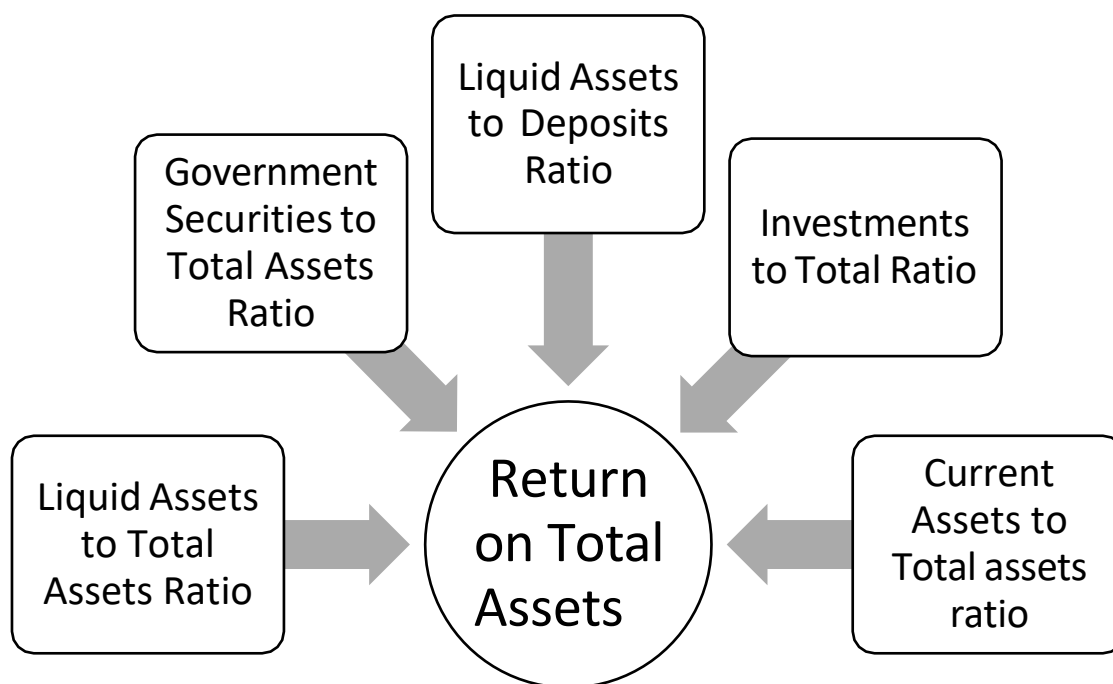 Liquid Assets
to Deposits
Ratio
Government
Securities to
Total Assets
Ratio
Investments
to Total Ratio
Liquid Assets
to Total
Assets Ratio
Return
on Total
Assets
Current
Assets to
Total assets
ratio